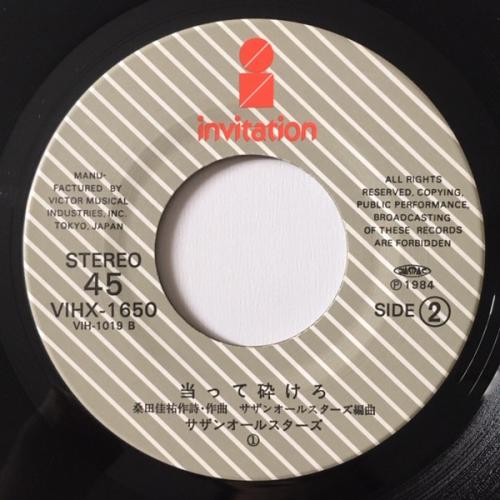 invitation
MANU-
FACTURED BY
VICTOR MUSICAL
INDUSTRIES, INC.
TOKYO, JAPAN
ALL RIGHTS
RESERVED, COPYING,
PUBLIC PERFORMANCE,
BROADCASTING
OF THESE RECORDS
ARE FORBIDDEN
STEREO
45
VIHX-1650
VIH-1019 B
Ⓟ 1984
SIDE ②
当って砕けろ
桑田佳祐作詩・作曲 サザンオールスターズ編曲
サザンオールスターズ
①